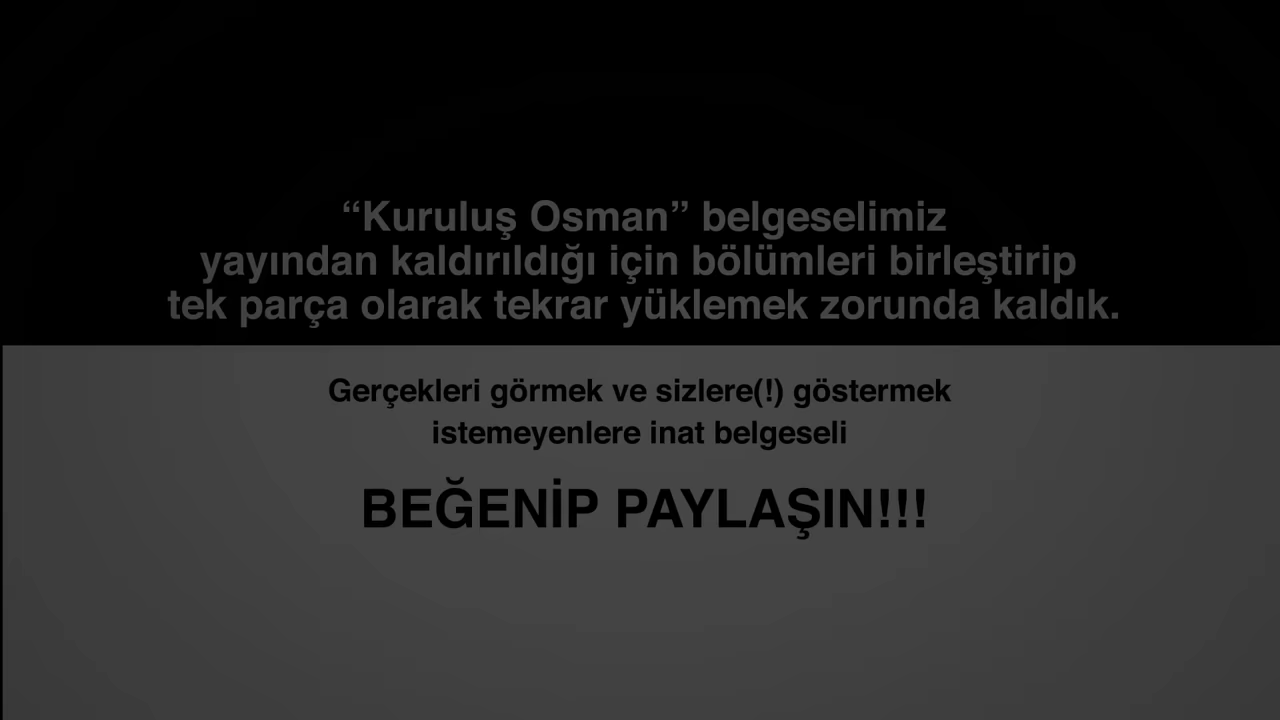 “Kuruluş Osman” belgeselimiz
yayından kaldırıldığı için bölümleri birleştirip
tek parça olarak tekrar yüklemek zorunda kaldık.
Gerçekleri görmek ve sizlere(!) göstermek
istemeyenlere inat belgeseli
BEĞENİP PAYLAŞIN!!!